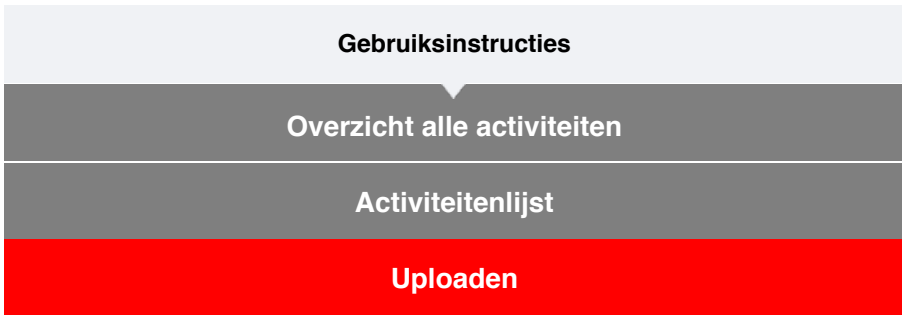 Gebruiksinstructies
Overzicht alle activiteiten
Activiteitenlijst
Uploaden